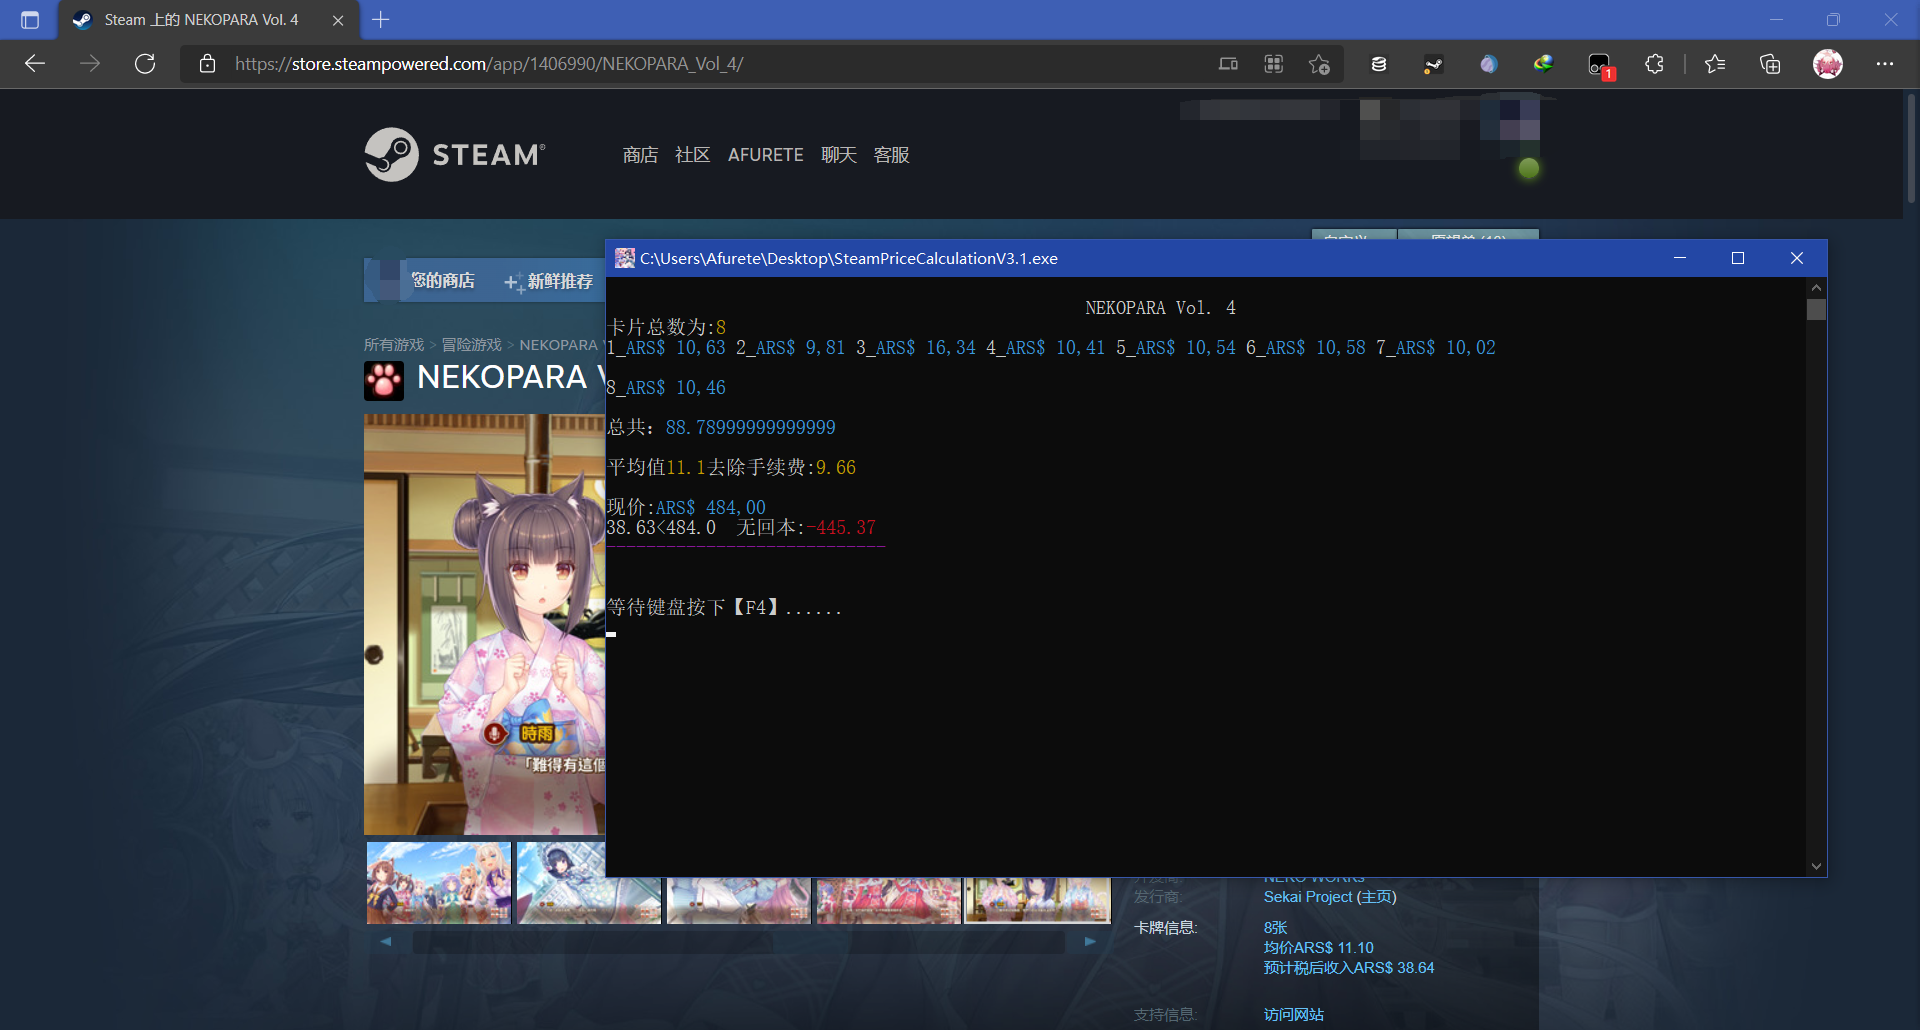 Steam 上的 NEKOPARA Vol. 4
https://store.steampowered.com/app/1406990/NEKOPARA_Vol_4/
1
STEAM®
商店 社区 AFURETE 聊天 客服
您的商店 新鲜推荐
C:\Users\Afurete\Desktop\SteamPriceCalculationV3.1.exe
NEKOPARA Vol. 4
卡片总数为:8
1_ARS$ 10,63 2_ARS$ 9,81 3_ARS$ 16,34 4_ARS$ 10,41 5_ARS$ 10,54 6_ARS$ 10,58 7_ARS$ 10,02
8_ARS$ 10,46
总共: 88.78999999999999
平均值11.1去除手续费:9.66
现价:ARS$ 484,00
38.63<484.0 无回本:-445.37
----------------------------
等待键盘按下【F4】......
所有游戏 > 冒险游戏 > NEKOPARA
NEKOPARA
時雨
「難得有這個
发行商: Sekai Project (主页)
卡牌信息: 8张
均价ARS$ 11.10
预计税后收入ARS$ 38.64
支持信息: 访问网站